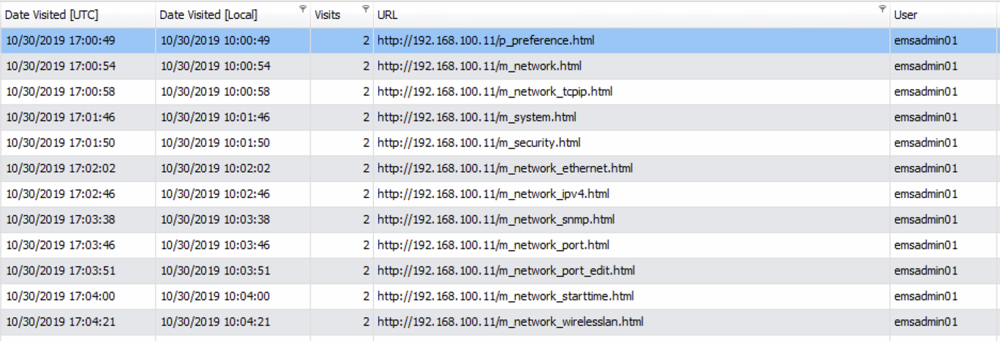 Date Visited [UTC] Date Visited [Local] Visits URL User
10/30/2019 17:00:49 10/30/2019 10:00:49 2 http://192.168.100.11/p_preference.html emsadmin01
10/30/2019 17:00:54 10/30/2019 10:00:54 2 http://192.168.100.11/m_network.html emsadmin01
10/30/2019 17:00:58 10/30/2019 10:00:58 2 http://192.168.100.11/m_network_tcpip.html emsadmin01
10/30/2019 17:01:46 10/30/2019 10:01:46 2 http://192.168.100.11/m_system.html emsadmin01
10/30/2019 17:01:50 10/30/2019 10:01:50 2 http://192.168.100.11/m_security.html emsadmin01
10/30/2019 17:02:02 10/30/2019 10:02:02 2 http://192.168.100.11/m_network_ethernet.html emsadmin01
10/30/2019 17:02:46 10/30/2019 10:02:46 2 http://192.168.100.11/m_network_ipv4.html emsadmin01
10/30/2019 17:03:38 10/30/2019 10:03:38 2 http://192.168.100.11/m_network_snmp.html emsadmin01
10/30/2019 17:03:46 10/30/2019 10:03:46 2 http://192.168.100.11/m_network_port.html emsadmin01
10/30/2019 17:03:51 10/30/2019 10:03:51 2 http://192.168.100.11/m_network_port_edit.html emsadmin01
10/30/2019 17:04:00 10/30/2019 10:04:00 2 http://192.168.100.11/m_network_starttime.html emsadmin01
10/30/2019 17:04:21 10/30/2019 10:04:21 2 http://192.168.100.11/m_network_wirelesslan.html emsadmin01